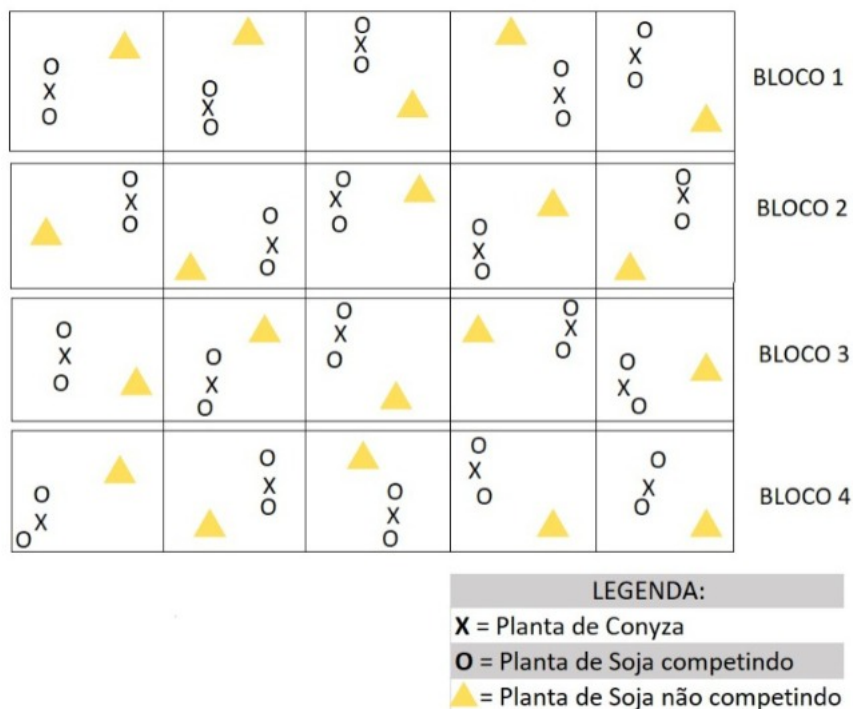 O
X
O
O
X
O
O
X
O
O
X
O
O
X
O
BLOCO 1
O
X
O
O
X
O
O
X
O
O
X
O
O
X
O
BLOCO 2
O
X
O
O
X
O
O
X
O
O
X
O
O
X
O
BLOCO 3
O
X
O
O
X
O
O
X
O
O
X
O
O
X
O
BLOCO 4
LEGENDA:
X = Planta de Conyza
O = Planta de Soja competindo
= Planta de Soja não competindo